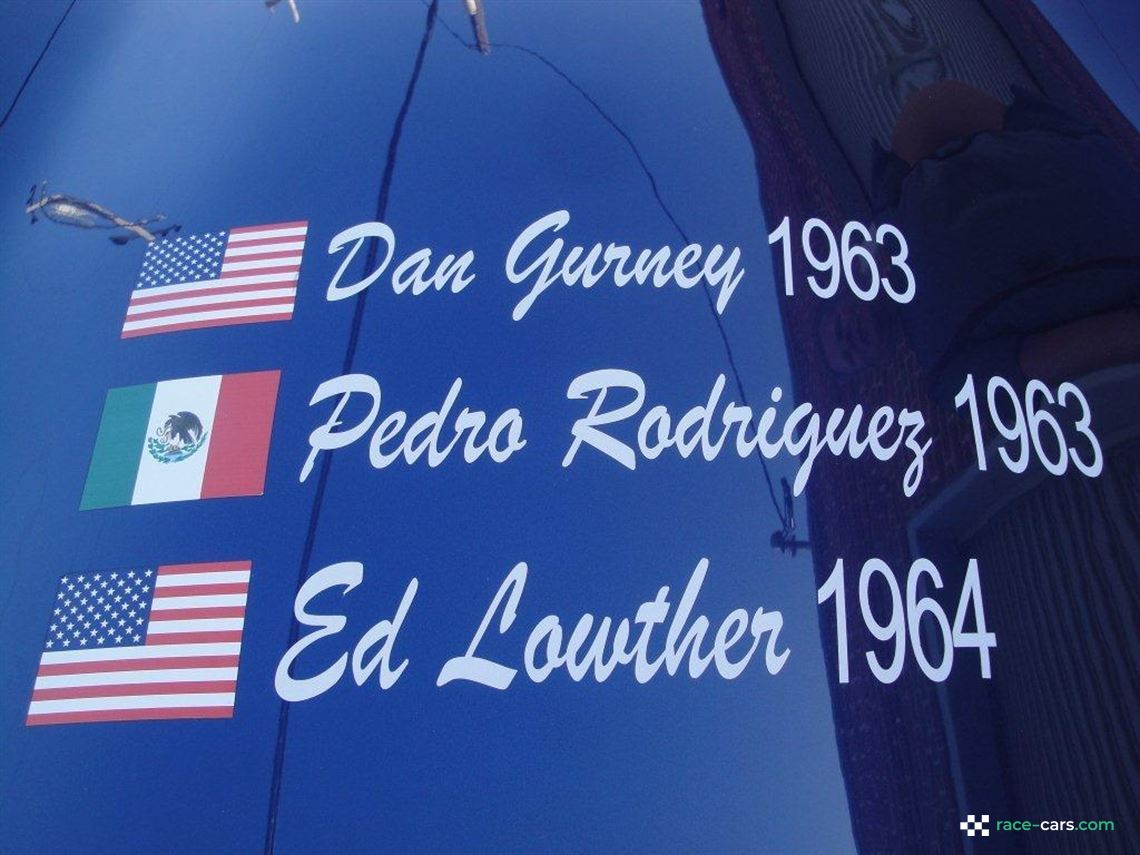 Dan Gurney 1963
Pedro Rodriguez 1963
Ed Lowther 1964
race-cars.com